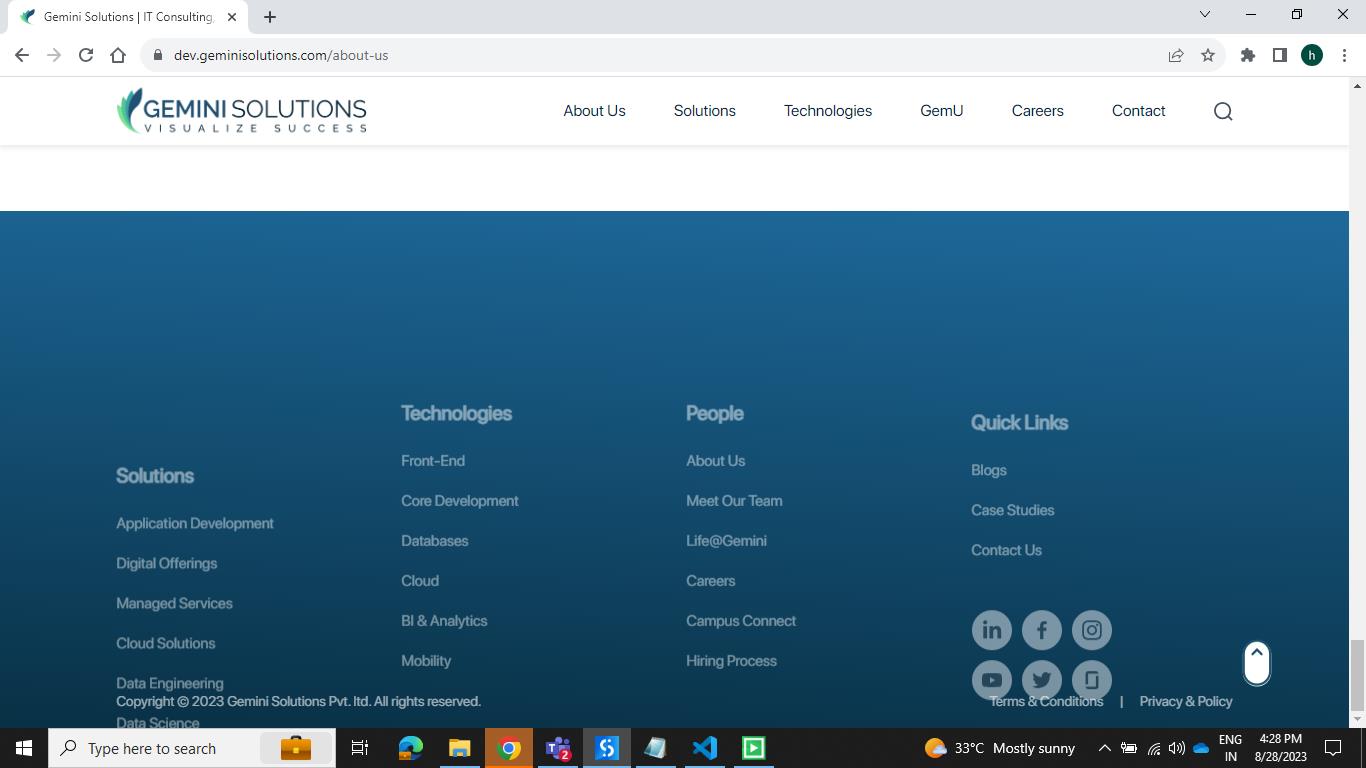 Gemini Solutions | IT Consulting,
dev.geminisolutions.com/about-us
h
GEMINI SOLUTIONS
VISUALIZE SUCCESS
About Us
Solutions
Technologies
GemU
Careers
Contact
Solutions
Application Development
Digital Offerings
Managed Services
Cloud Solutions
Data Engineering
Data Science
Technologies
Front-End
Core Development
Databases
Cloud
BI & Analytics
Mobility
People
About Us
Meet Our Team
Life@Gemini
Careers
Campus Connect
Hiring Process
Quick Links
Blogs
Case Studies
Contact Us
in
f
Copyright © 2023 Gemini Solutions Pvt. ltd. All rights reserved.
Terms & Conditions | Privacy & Policy
Type here to search
2
33°C Mostly sunny
ENG
IN
4:28 PM
8/28/2023